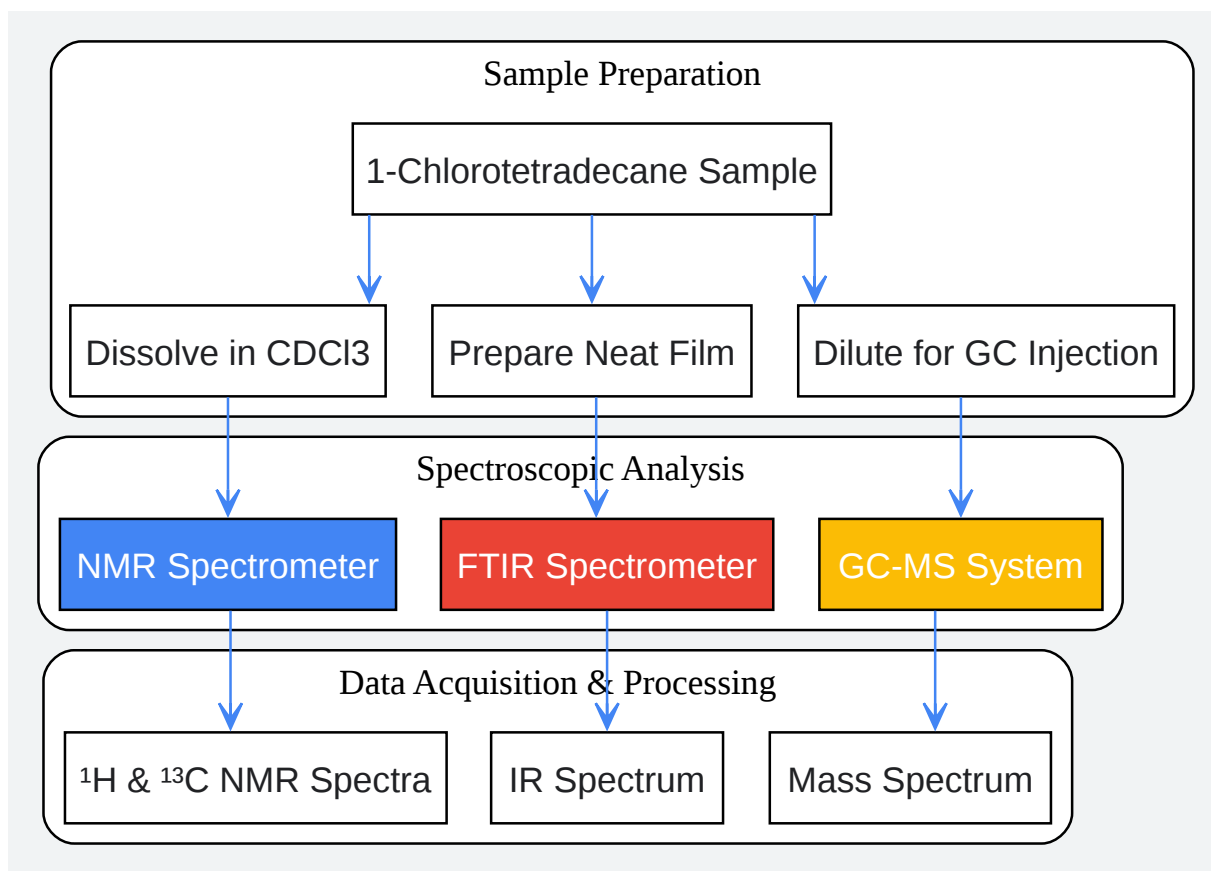 Sample Preparation
1-Chlorotetradecane Sample
Dissolve in CDCl3
Prepare Neat Film
Dilute for GC Injection
Spectroscopic Analysis
NMR Spectrometer
FTIR Spectrometer
GC-MS System
Data Acquisition & Processing
¹H & ¹³C NMR Spectra
IR Spectrum
Mass Spectrum